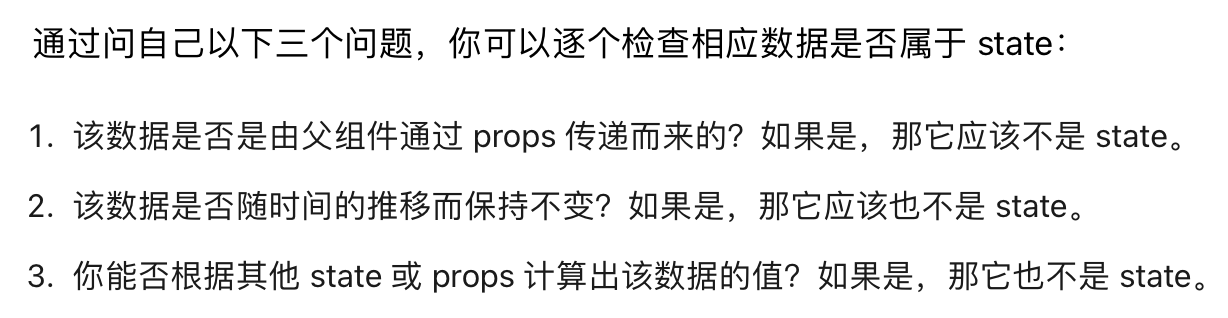 通过问自己以下三个问题，你可以逐个检查相应数据是否属于 state：
1. 该数据是否是由父组件通过 props 传递而来的？如果是，那它应该不是 state。
2. 该数据是否随时间的推移而保持不变？如果是，那它应该也不是 state。
3. 你能否根据其他 state 或 props 计算出该数据的值？如果是，那它也不是 state。